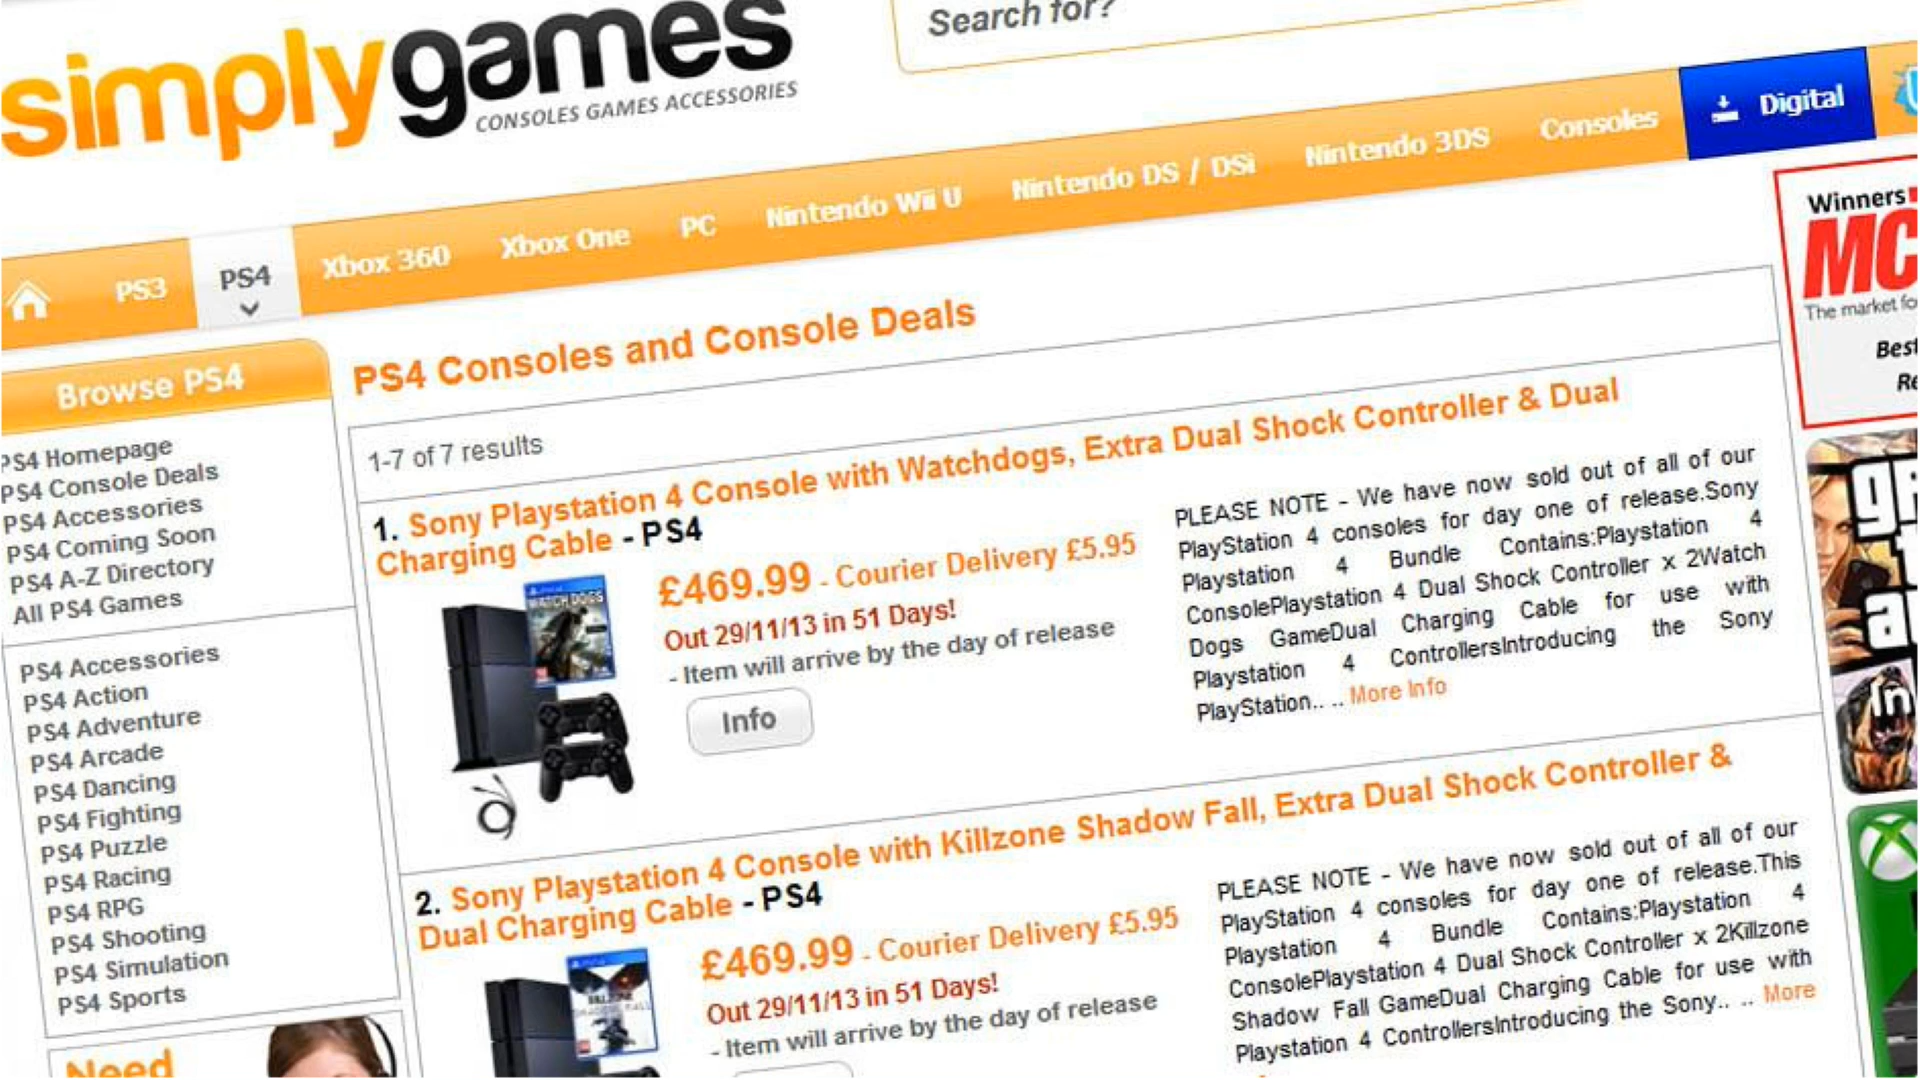 simplygames
CONSOLES GAMES ACCESSORIES
Search for?
PS3
PS4
Xbox 360
Xbox One
PC
Nintendo Wii U
Nintendo DS / DSi
Nintendo 3DS
Consoles
Digital
Browse PS4
PS4 Homepage
PS4 Console Deals
PS4 Accessories
PS4 Coming Soon
PS4 A-Z Directory
All PS4 Games
PS4 Accessories
PS4 Action
PS4 Adventure
PS4 Arcade
PS4 Dancing
PS4 Fighting
PS4 Puzzle
PS4 Racing
PS4 RPG
PS4 Shooting
PS4 Simulation
PS4 Sports
Need
PS4 Consoles and Console Deals
1-7 of 7 results
1. Sony Playstation 4 Console with Watchdogs, Extra Dual Shock Controller & Dual
Charging Cable - PS4
WATCH DOGS
£469.99 - Courier Delivery £5.95
Out 29/11/13 in 51 Days!
- Item will arrive by the day of release
Info
PLEASE NOTE - We have now sold out of all of our
PlayStation 4 consoles for day one of release.Sony
Playstation 4 Bundle Contains:Playstation 4
ConsolePlaystation 4 Dual Shock Controller x 2Watch
Dogs GameDual Charging Cable for use with
Playstation 4 ControllersIntroducing the Sony
PlayStation.. .. More Info
2. Sony Playstation 4 Console with Killzone Shadow Fall, Extra Dual Shock Controller &
Dual Charging Cable - PS4
KILLZONE
£469.99 - Courier Delivery £5.95
Out 29/11/13 in 51 Days!
- Item will arrive by the day of release
PLEASE NOTE - We have now sold out of all of our
PlayStation 4 consoles for day one of release.This
Playstation 4 Bundle Contains:Playstation 4
ConsolePlaystation 4 Dual Shock Controller x 2Killzone
Shadow Fall GameDual Charging Cable for use with
Playstation 4 ControllersIntroducing the Sony.. .. More
Winners
MC
The market fo
Best